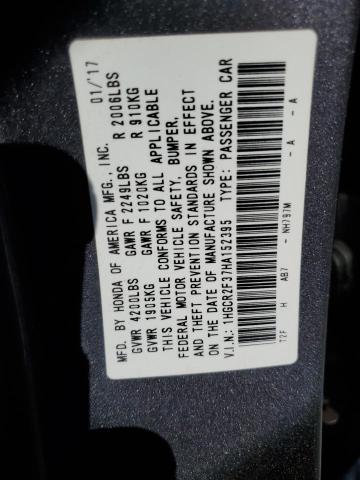 MFD. BY HONDA OF AMERICA MFG., INC. 01/'17
GVWR 4200LBS GAWR F 2249LBS R 2006LBS
GVWR 1905KG GAWR F 1020KG R 910KG
THIS VEHICLE CONFORMS TO ALL APPLICABLE
FEDERAL MOTOR VEHICLE SAFETY, BUMPER,
AND THEFT PREVENTION STANDARDS IN EFFECT
ON THE DATE OF MANUFACTURE SHOWN ABOVE.
V.I.N.: 1HGCR2F37HA152395 TYPE: PASSENGER CAR
T2F H AB7 - NH797M - A - A